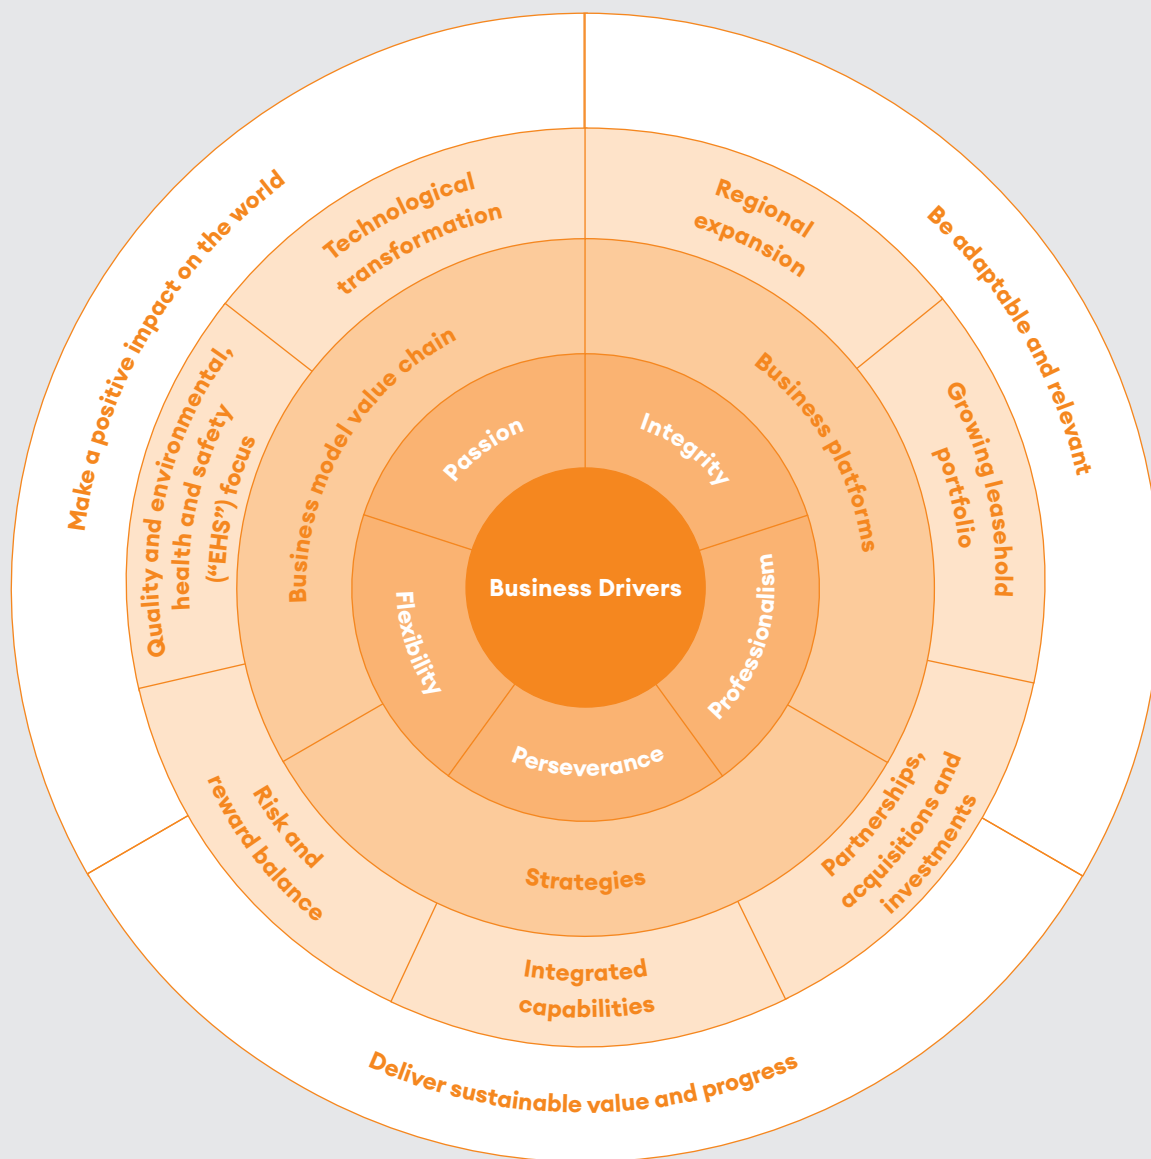 Make a positive impact on the world
Be adaptable and relevant
Deliver sustainable value and progress
Technological
transformation
Regional
expansion
Growing leasehold
portfolio
Partnerships,
acquisitions and
investments
Integrated
capabilities
Risk and
reward balance
Quality and environmental,
health and safety
(“EHS”) focus
Business model value chain
Business platforms
Strategies
Passion
Integrity
Professionalism
Perseverance
Flexibility
Business Drivers